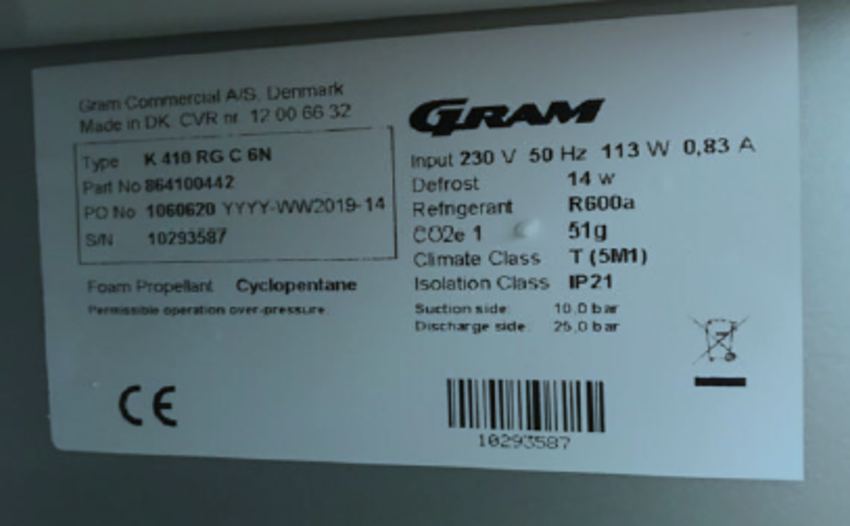 Gram Commercial A/S, Denmark
Made in DK. CVR nr. 12 00 66 32
Type K 410 RG C 6N
Part No 864100442
PO No 1060620 YYYY-WW2019-14
S/N 10293587
Foam Propellant Cyclopentane
Permissible operation over-pressure:
GRAM
Input 230 V 50 Hz 113 W 0,83 A
Defrost 14 W
Refrigerant R600a
CO2e 1 51g
Climate Class T (5M1)
Isolation Class IP21
Suction side: 10,0 bar
Discharge side: 25,0 bar
CE
10293587